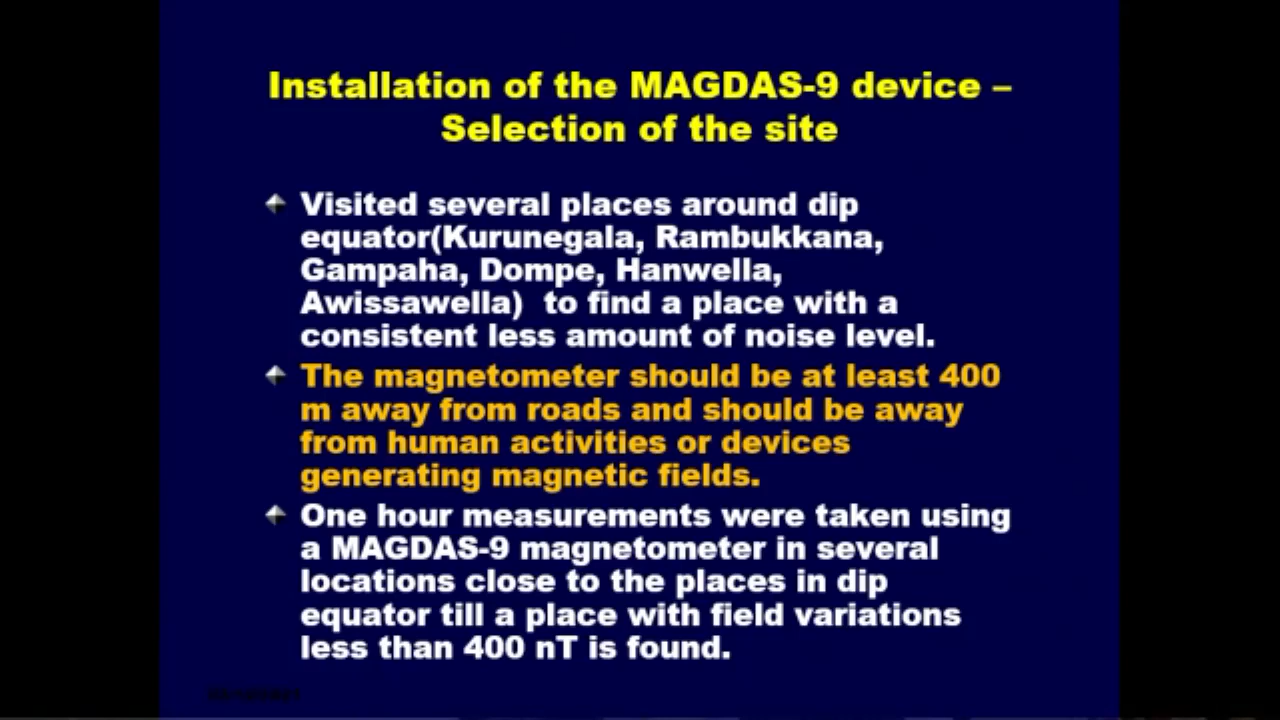 Installation of the MAGDAS-9 device –
Selection of the site
Visited several places around dip
equator(Kurunegala, Rambukkana,
Gampaha, Dompe, Hanwella,
Awissawella)  to find a place with a
consistent less amount of noise level.
The magnetometer should be at least 400
m away from roads and should be away
from human activities or devices
generating magnetic fields.
One hour measurements were taken using
a MAGDAS-9 magnetometer in several
locations close to the places in dip
equator till a place with field variations
less than 400 nT is found.